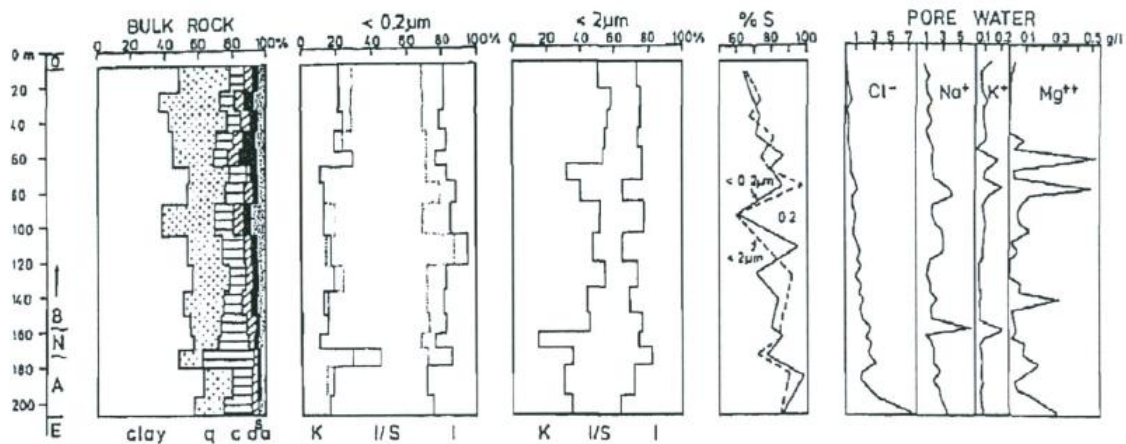 BULK ROCK
0 20 40 60 80 100%
< 0,2µm
0 20 40 60 80 100%
< 2µm
0 20 40 60 80 100%
% S
60 80 100
PORE WATER
1 3 5 7
1 3 5
0.1 0.2
0.1 0.3 0.5 g/l
0 m
20
40
60
80
100
120
140
160
180
200
B
N
A
E
Cl⁻
Na⁺
K⁺
Mg⁺⁺
< 0.2µm
0.2
< 2µm
clay q c d a
s
K I/S I
K I/S I